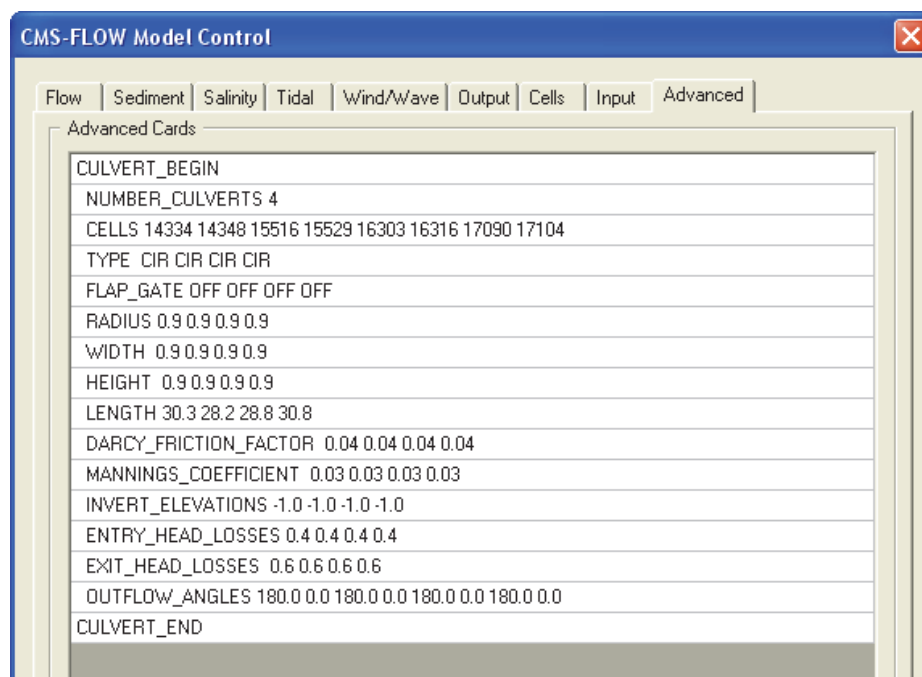 CMS-FLOW Model Control
Flow Sediment Salinity Tidal Wind/Wave Output Cells Input Advanced
Advanced Cards
CULVERT_BEGIN
NUMBER_CULVERTS 4
CELLS 14334 14348 15516 15529 16303 16316 17090 17104
TYPE CIR CIR CIR CIR
FLAP_GATE OFF OFF OFF OFF
RADIUS 0.9 0.9 0.9 0.9
WIDTH 0.9 0.9 0.9 0.9
HEIGHT 0.9 0.9 0.9 0.9
LENGTH 30.3 28.2 28.8 30.8
DARCY_FRICTION_FACTOR 0.04 0.04 0.04 0.04
MANNINGS_COEFFICIENT 0.03 0.03 0.03 0.03
INVERT_ELEVATIONS -1.0 -1.0 -1.0 -1.0
ENTRY_HEAD_LOSSES 0.4 0.4 0.4 0.4
EXIT_HEAD_LOSSES 0.6 0.6 0.6 0.6
OUTFLOW_ANGLES 180.0 0.0 180.0 0.0 180.0 0.0 180.0 0.0
CULVERT_END